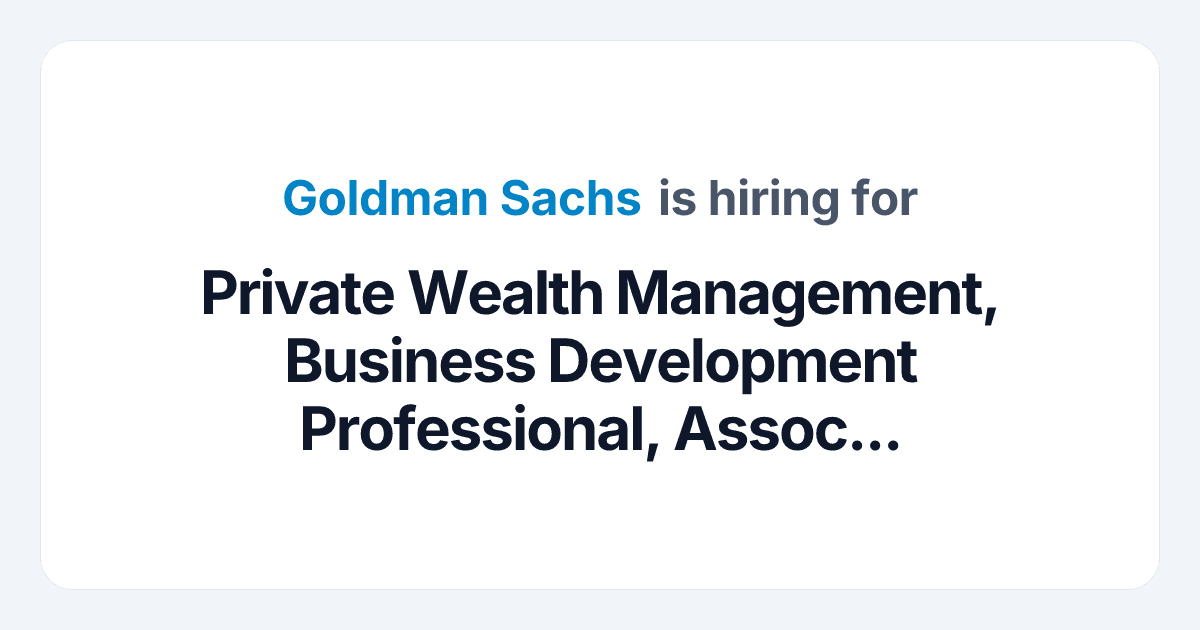 Goldman Sachs is hiring for
Private Wealth Management,
Business Development
Professional, Assoc...